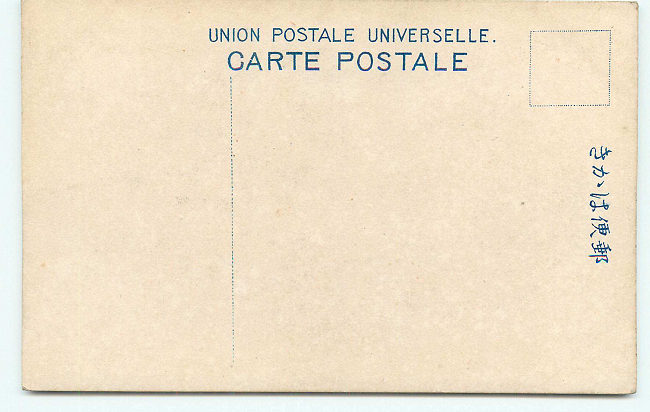 UNION POSTALE UNIVERSELLE.
CARTE POSTALE
きかは便郵